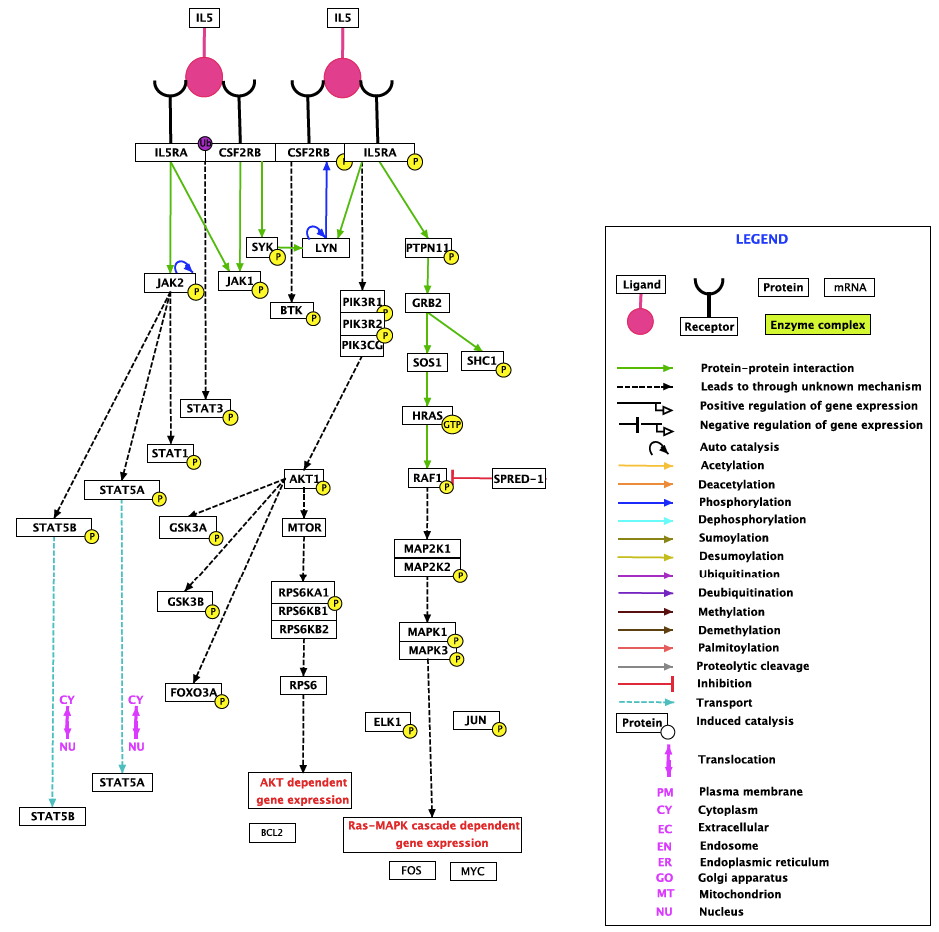 IL5
IL5
IL5RA
Ub
CSF2RB
CSF2RB
P
IL5RA
P
SYK
P
LYN
PTPN11
P
JAK2
P
JAK1
P
BTK
P
PIK3R1
P
PIK3R2
P
PIK3CG
GRB2
SOS1
SHC1
P
STAT3
P
HRAS
GTP
STAT1
P
STAT5A
P
AKT1
P
RAF1
P
SPRED-1
STAT5B
P
GSK3A
P
MTOR
MAP2K1
MAP2K2
P
GSK3B
P
RPS6KA1
P
RPS6KB1
RPS6KB2
MAPK1
P
MAPK3
P
FOXO3A
P
RPS6
CY
NU
CY
NU
ELK1
P
JUN
P
STAT5A
STAT5B
AKT dependent
gene expression
BCL2
Ras-MAPK cascade dependent
gene expression
FOS
MYC
LEGEND
Ligand
Receptor
Protein
mRNA
Enzyme complex
Protein-protein interaction
Leads to through unknown mechanism
Positive regulation of gene expression
Negative regulation of gene expression
Auto catalysis
Acetylation
Deacetylation
Phosphorylation
Dephosphorylation
Sumoylation
Desumoylation
Ubiquitination
Deubiquitination
Methylation
Demethylation
Palmitoylation
Proteolytic cleavage
Inhibition
Transport
Protein
Induced catalysis
Translocation
PM Plasma membrane
CY Cytoplasm
EC Extracellular
EN Endosome
ER Endoplasmic reticulum
GO Golgi apparatus
MT Mitochondrion
NU Nucleus